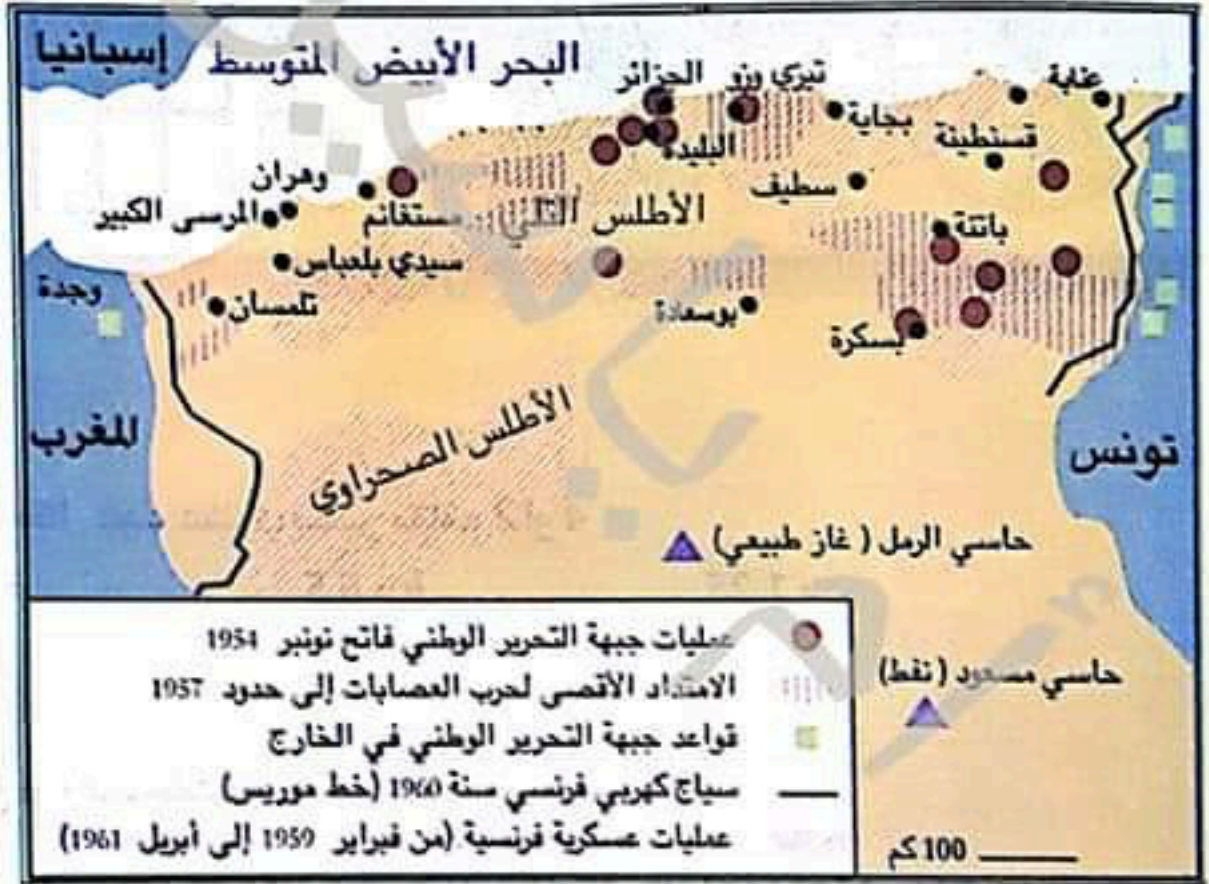 إسبانيا
البحر الأبيض المتوسط
الجزائر
تيزي وزو
عنابة
بجاية
قسنطينة
البليدة
سطيف
وهران
المرسى الكبير
مستغانم
الأطلس التلي
باتنة
سيدي بلعباس
وجدة
تلمسان
بوسعادة
بسكرة
المغرب
الأطلس الصحراوي
تونس
حاسي الرمل (غاز طبيعي)
حاسي مسعود (نفط)
عمليات جبهة التحرير الوطني فاتح نونبر 1954
الامتداد الأقصى لحرب العصابات إلى حدود 1957
قواعد جبهة التحرير الوطني في الخارج
سياج كهربي فرنسي سنة 1960 (خط موريس)
عمليات عسكرية فرنسية (من فبراير 1959 إلى أبريل 1961)
100 كم